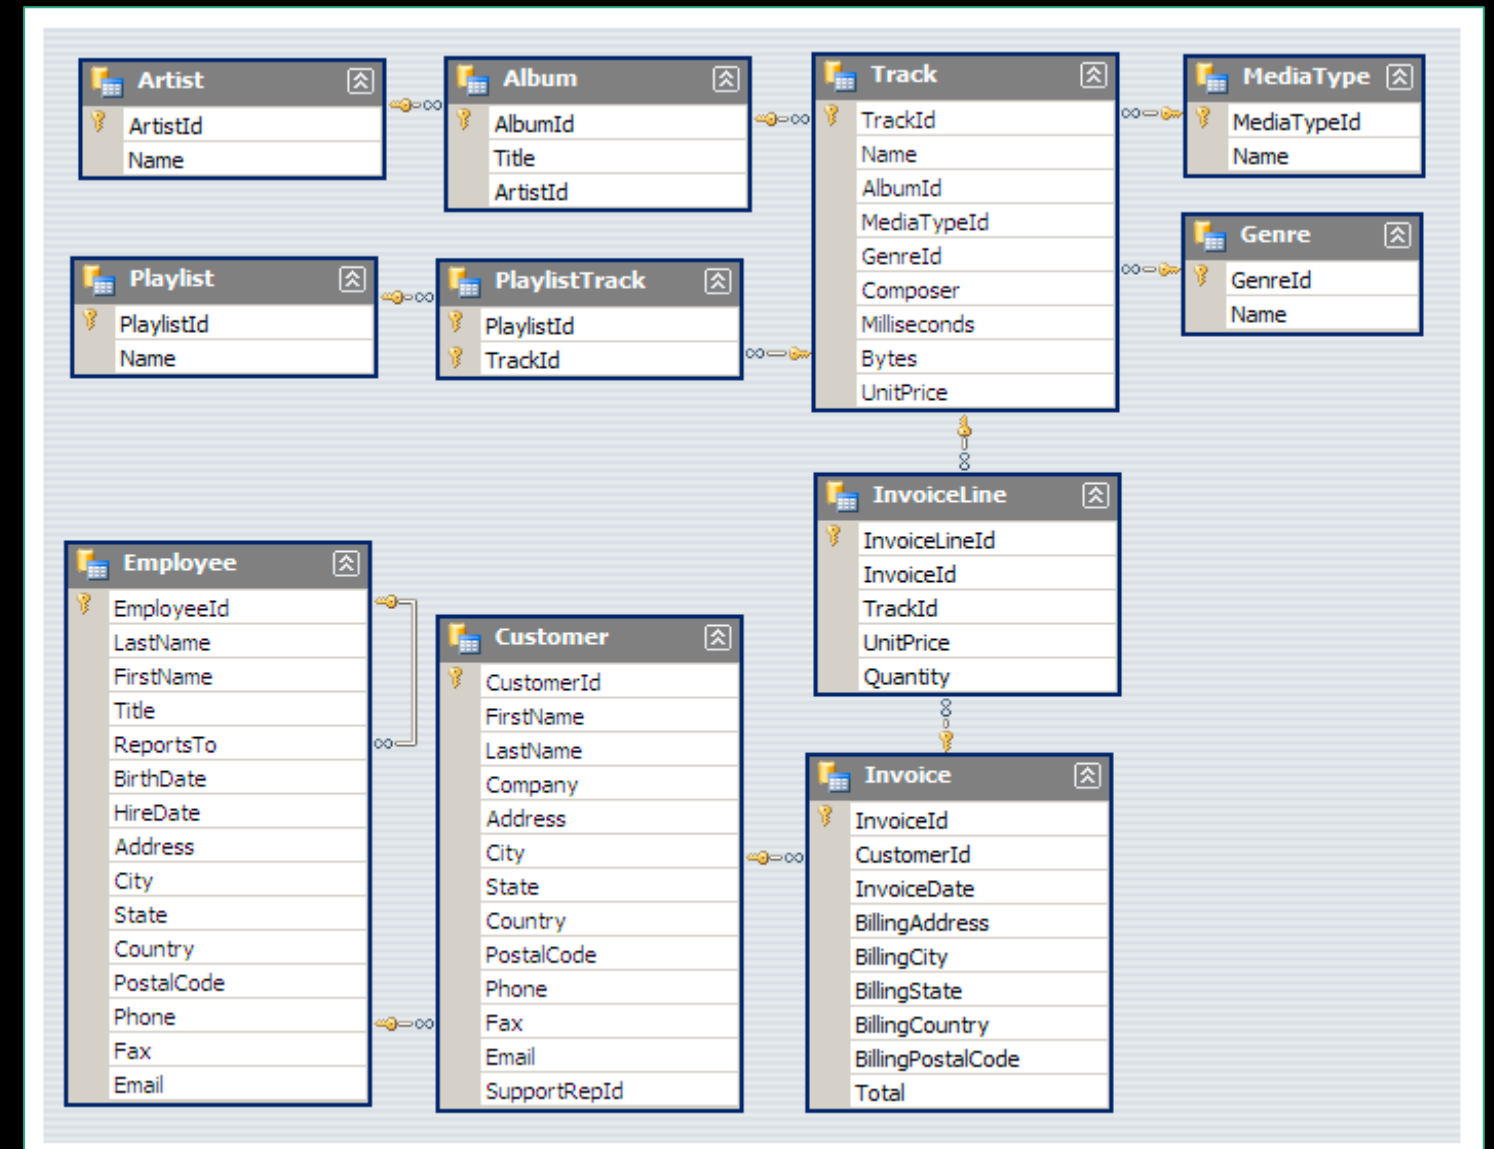 Artist
ArtistId
Name
Album
AlbumId
Title
ArtistId
Track
TrackId
Name
AlbumId
MediaTypeId
GenreId
Composer
Milliseconds
Bytes
UnitPrice
MediaType
MediaTypeId
Name
Genre
GenreId
Name
Playlist
PlaylistId
Name
PlaylistTrack
PlaylistId
TrackId
InvoiceLine
InvoiceLineId
InvoiceId
TrackId
UnitPrice
Quantity
Employee
EmployeeId
LastName
FirstName
Title
ReportsTo
BirthDate
HireDate
Address
City
State
Country
PostalCode
Phone
Fax
Email
Customer
CustomerId
FirstName
LastName
Company
Address
City
State
Country
PostalCode
Phone
Fax
Email
SupportRepId
Invoice
InvoiceId
CustomerId
InvoiceDate
BillingAddress
BillingCity
BillingState
BillingCountry
BillingPostalCode
Total